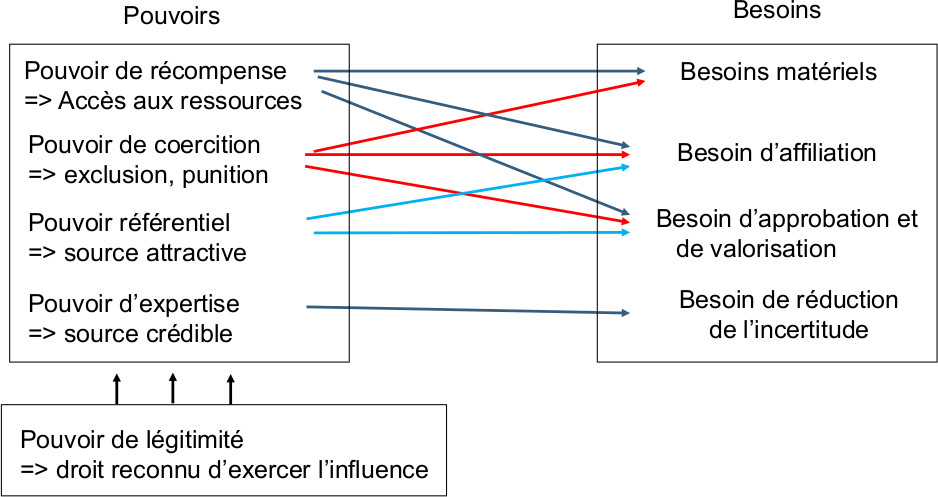 Pouvoirs
Besoins
Pouvoir de récompense
=> Accès aux ressources
Pouvoir de coercition
=> exclusion, punition
Pouvoir référentiel
=> source attractive
Pouvoir d’expertise
=> source crédible
Besoins matériels
Besoin d’affiliation
Besoin d’approbation et
de valorisation
Besoin de réduction
de l’incertitude
Pouvoir de légitimité
=> droit reconnu d’exercer l’influence